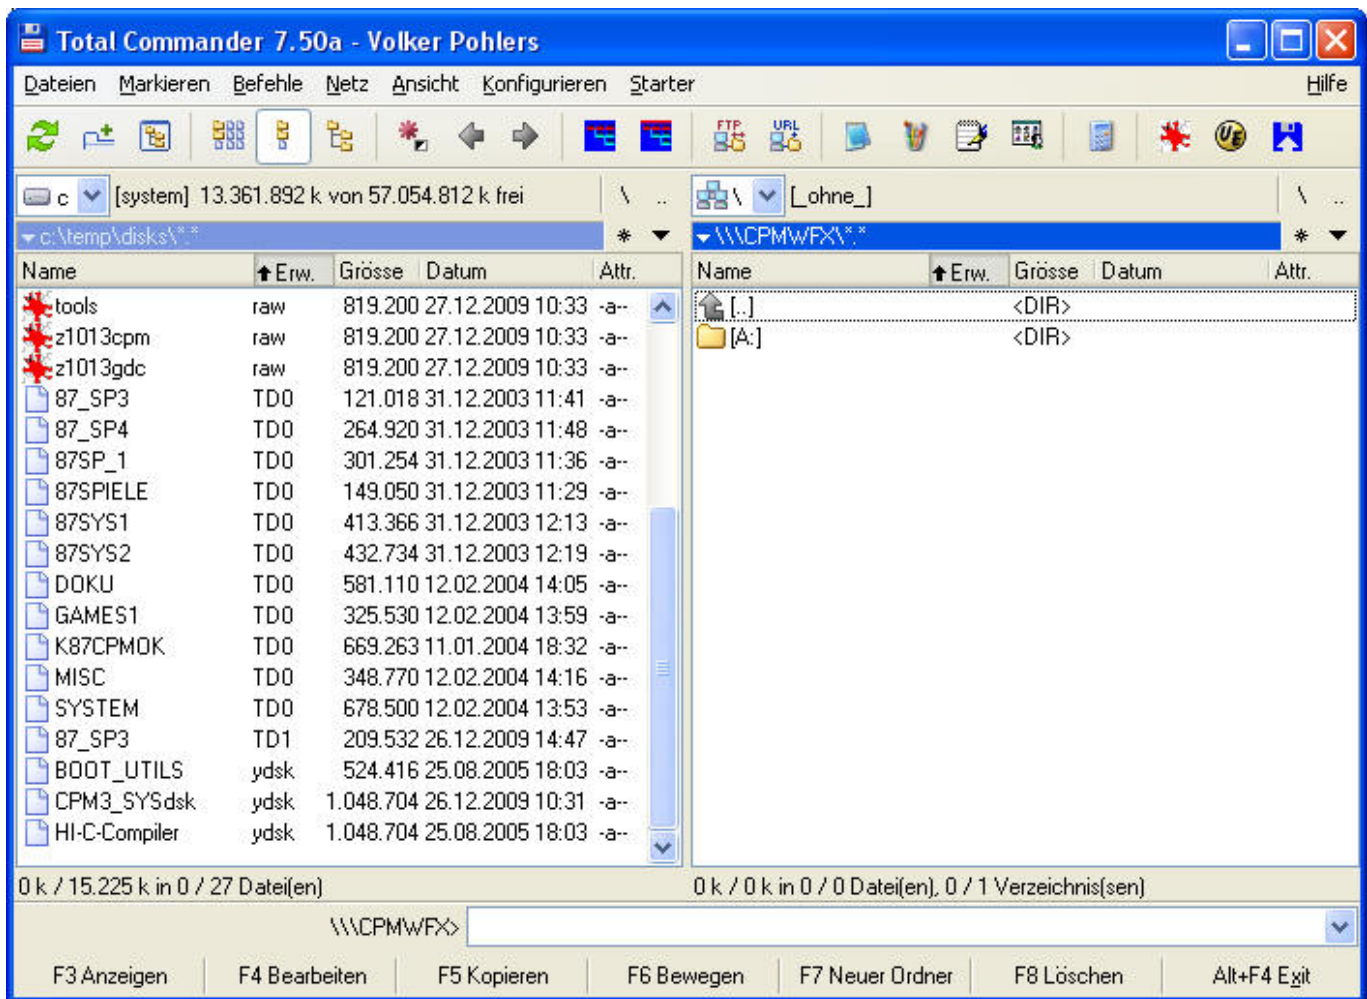 Total Commander 7.50a - Volker Pohlers
Dateien Markieren Befehle Netz Ansicht Konfigurieren Starter Hilfe
FTP URL UE
c [system] 13.361.892 k von 57.054.812 k frei \ .. \ [_ohne_] \ ..
c:\temp\disks\*.* * \\\CPMWFX\*.* *
Name Erw. Grösse Datum Attr. Name Erw. Grösse Datum Attr.
tools raw 819.200 27.12.2009 10:33 -a-- [..] <DIR>
z1013cpm raw 819.200 27.12.2009 10:33 -a-- [A:] <DIR>
z1013gdc raw 819.200 27.12.2009 10:33 -a--
87_SP3 TD0 121.018 31.12.2003 11:41 -a--
87_SP4 TD0 264.920 31.12.2003 11:48 -a--
87SP_1 TD0 301.254 31.12.2003 11:36 -a--
87SPIELE TD0 149.050 31.12.2003 11:29 -a--
87SYS1 TD0 413.366 31.12.2003 12:13 -a--
87SYS2 TD0 432.734 31.12.2003 12:19 -a--
DOKU TD0 581.110 12.02.2004 14:05 -a--
GAMES1 TD0 325.530 12.02.2004 13:59 -a--
K87CPMOK TD0 669.263 11.01.2004 18:32 -a--
MISC TD0 348.770 12.02.2004 14:16 -a--
SYSTEM TD0 678.500 12.02.2004 13:53 -a--
87_SP3 TD1 209.532 26.12.2009 14:47 -a--
BOOT_UTILS ydsk 524.416 25.08.2005 18:03 -a--
CPM3_SYSdsk ydsk 1.048.704 26.12.2009 10:31 -a--
HI-C-Compiler ydsk 1.048.704 25.08.2005 18:03 -a--
0 k / 15.225 k in 0 / 27 Datei(en) 0 k / 0 k in 0 / 0 Datei(en), 0 / 1 Verzeichnis(sen)
\\\CPMWFX>
F3 Anzeigen F4 Bearbeiten F5 Kopieren F6 Bewegen F7 Neuer Ordner F8 Löschen Alt+F4 Exit